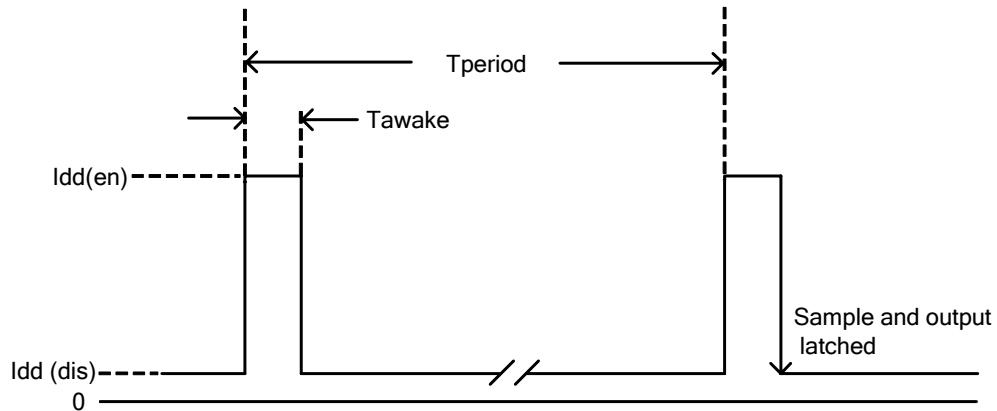 Tperiod
Tawake
Idd(en)
Sample and output
latched
Idd (dis)
0